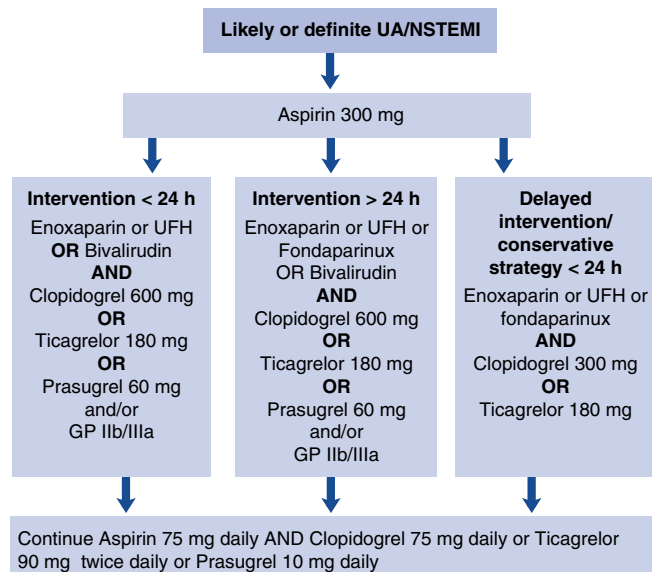 Likely or definite UA/NSTEMI
Aspirin 300 mg
Intervention < 24 h
Enoxaparin or UFH
OR Bivalirudin
AND
Clopidogrel 600 mg
OR
Ticagrelor 180 mg
OR
Prasugrel 60 mg
and/or
GP IIb/IIIa
Intervention > 24 h
Enoxaparin or UFH or
Fondaparinux
OR Bivalirudin
AND
Clopidogrel 600 mg
OR
Ticagrelor 180 mg
OR
Prasugrel 60 mg
and/or
GP IIb/IIIa
Delayed
intervention/
conservative
strategy < 24 h
Enoxaparin or UFH or
fondaparinux
AND
Clopidogrel 300 mg
OR
Ticagrelor 180 mg
Continue Aspirin 75 mg daily AND Clopidogrel 75 mg daily or Ticagrelor
90 mg twice daily or Prasugrel 10 mg daily